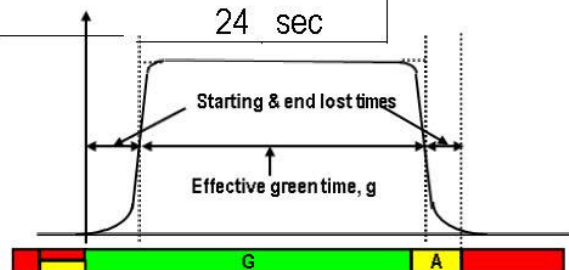 24 sec
Starting & end lost times
Effective green time, g
G
A